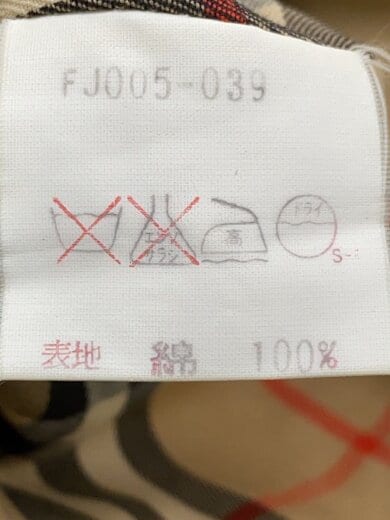 FJ005-039
エンソ サラシ 高 ドライ
S-
表地 綿 100%